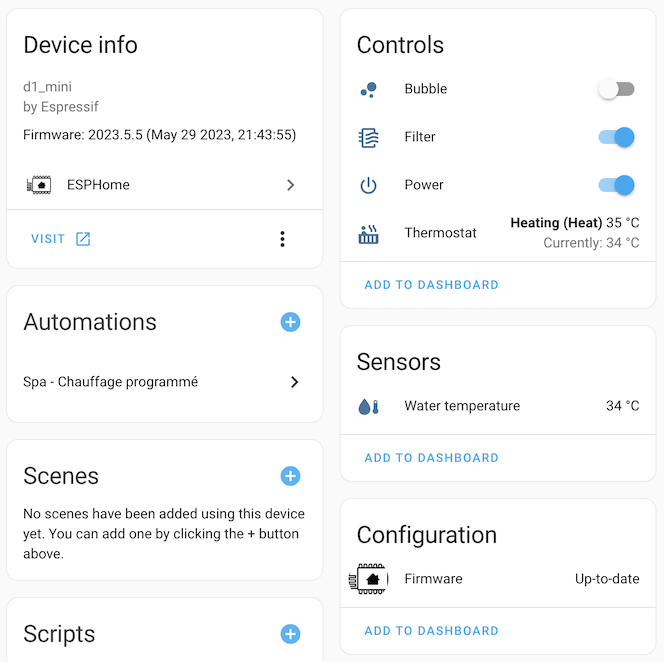 Device info
d1_mini
by Espressif
Firmware: 2023.5.5 (May 29 2023, 21:43:55)
ESPHome
VISIT
Automations
Spa - Chauffage programmé
Scenes
No scenes have been added using this device
yet. You can add one by clicking the + button
above.
Scripts
Controls
Bubble
Filter
Power
Thermostat
Heating (Heat) 35 °C
Currently: 34 °C
ADD TO DASHBOARD
Sensors
Water temperature 34 °C
ADD TO DASHBOARD
Configuration
Firmware Up-to-date
ADD TO DASHBOARD